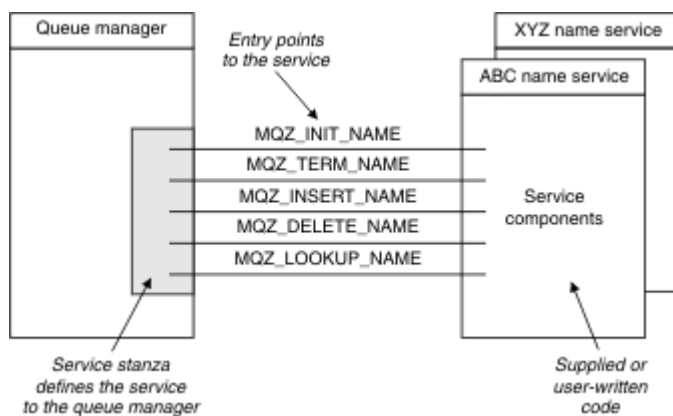 Queue manager
Entry points
to the service
XYZ name service
ABC name service
MQZ_INIT_NAME
MQZ_TERM_NAME
MQZ_INSERT_NAME
MQZ_DELETE_NAME
MQZ_LOOKUP_NAME
Service
components
Service stanza
defines the service
to the queue manager
Supplied or
user-written
code